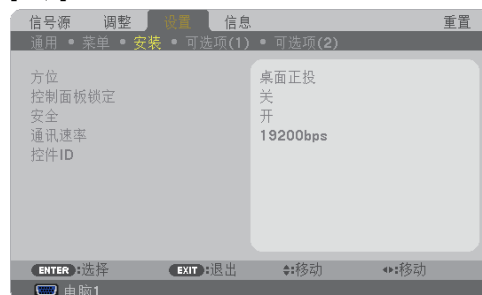 信号源 调整 设置 信息 重置
通用 • 菜单 • 安装 • 可选项(1) • 可选项(2)
方位 桌面正投
控制面板锁定 关
安全 开
通讯速率 19200bps
控件ID
ENTER:选择 EXIT:退出 :移动 :移动
电脑1